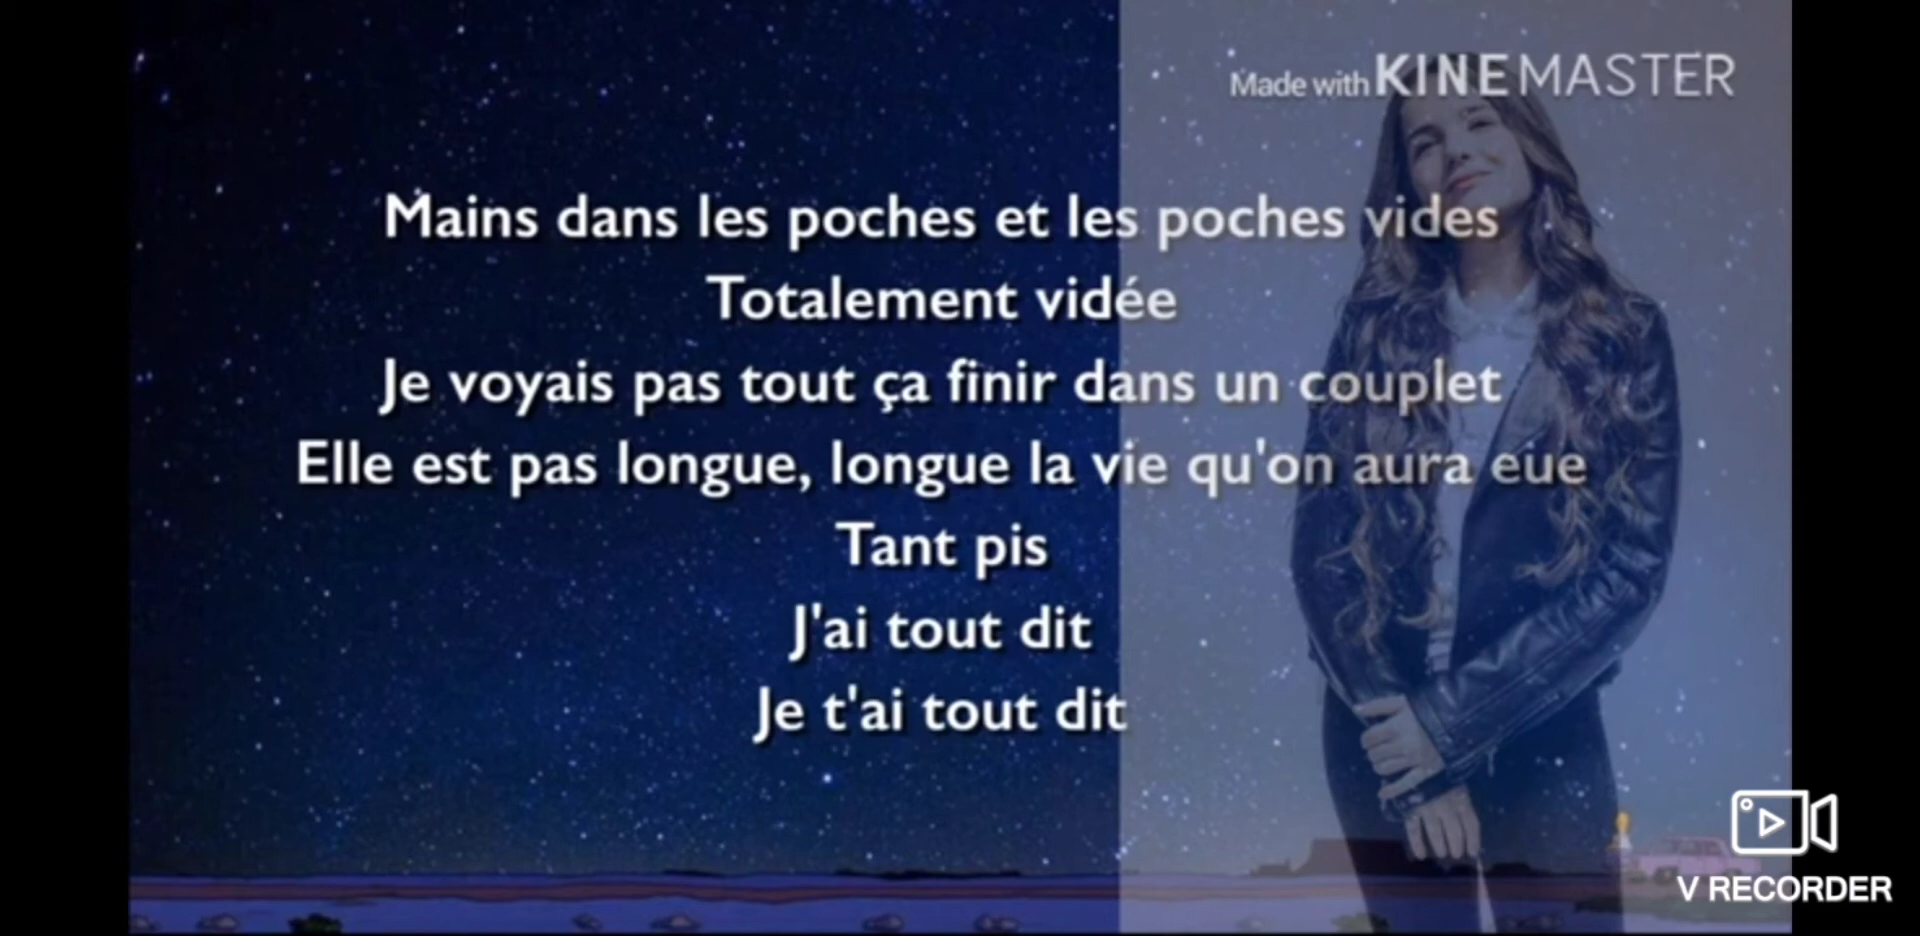 Made with KINEMASTER
Mains dans les poches et les poches vides
Totalement vidée
Je voyais pas tout ça finir dans un couplet
Elle est pas longue, longue la vie qu'on aura eue
Tant pis
J'ai tout dit
Je t'ai tout dit
V RECORDER